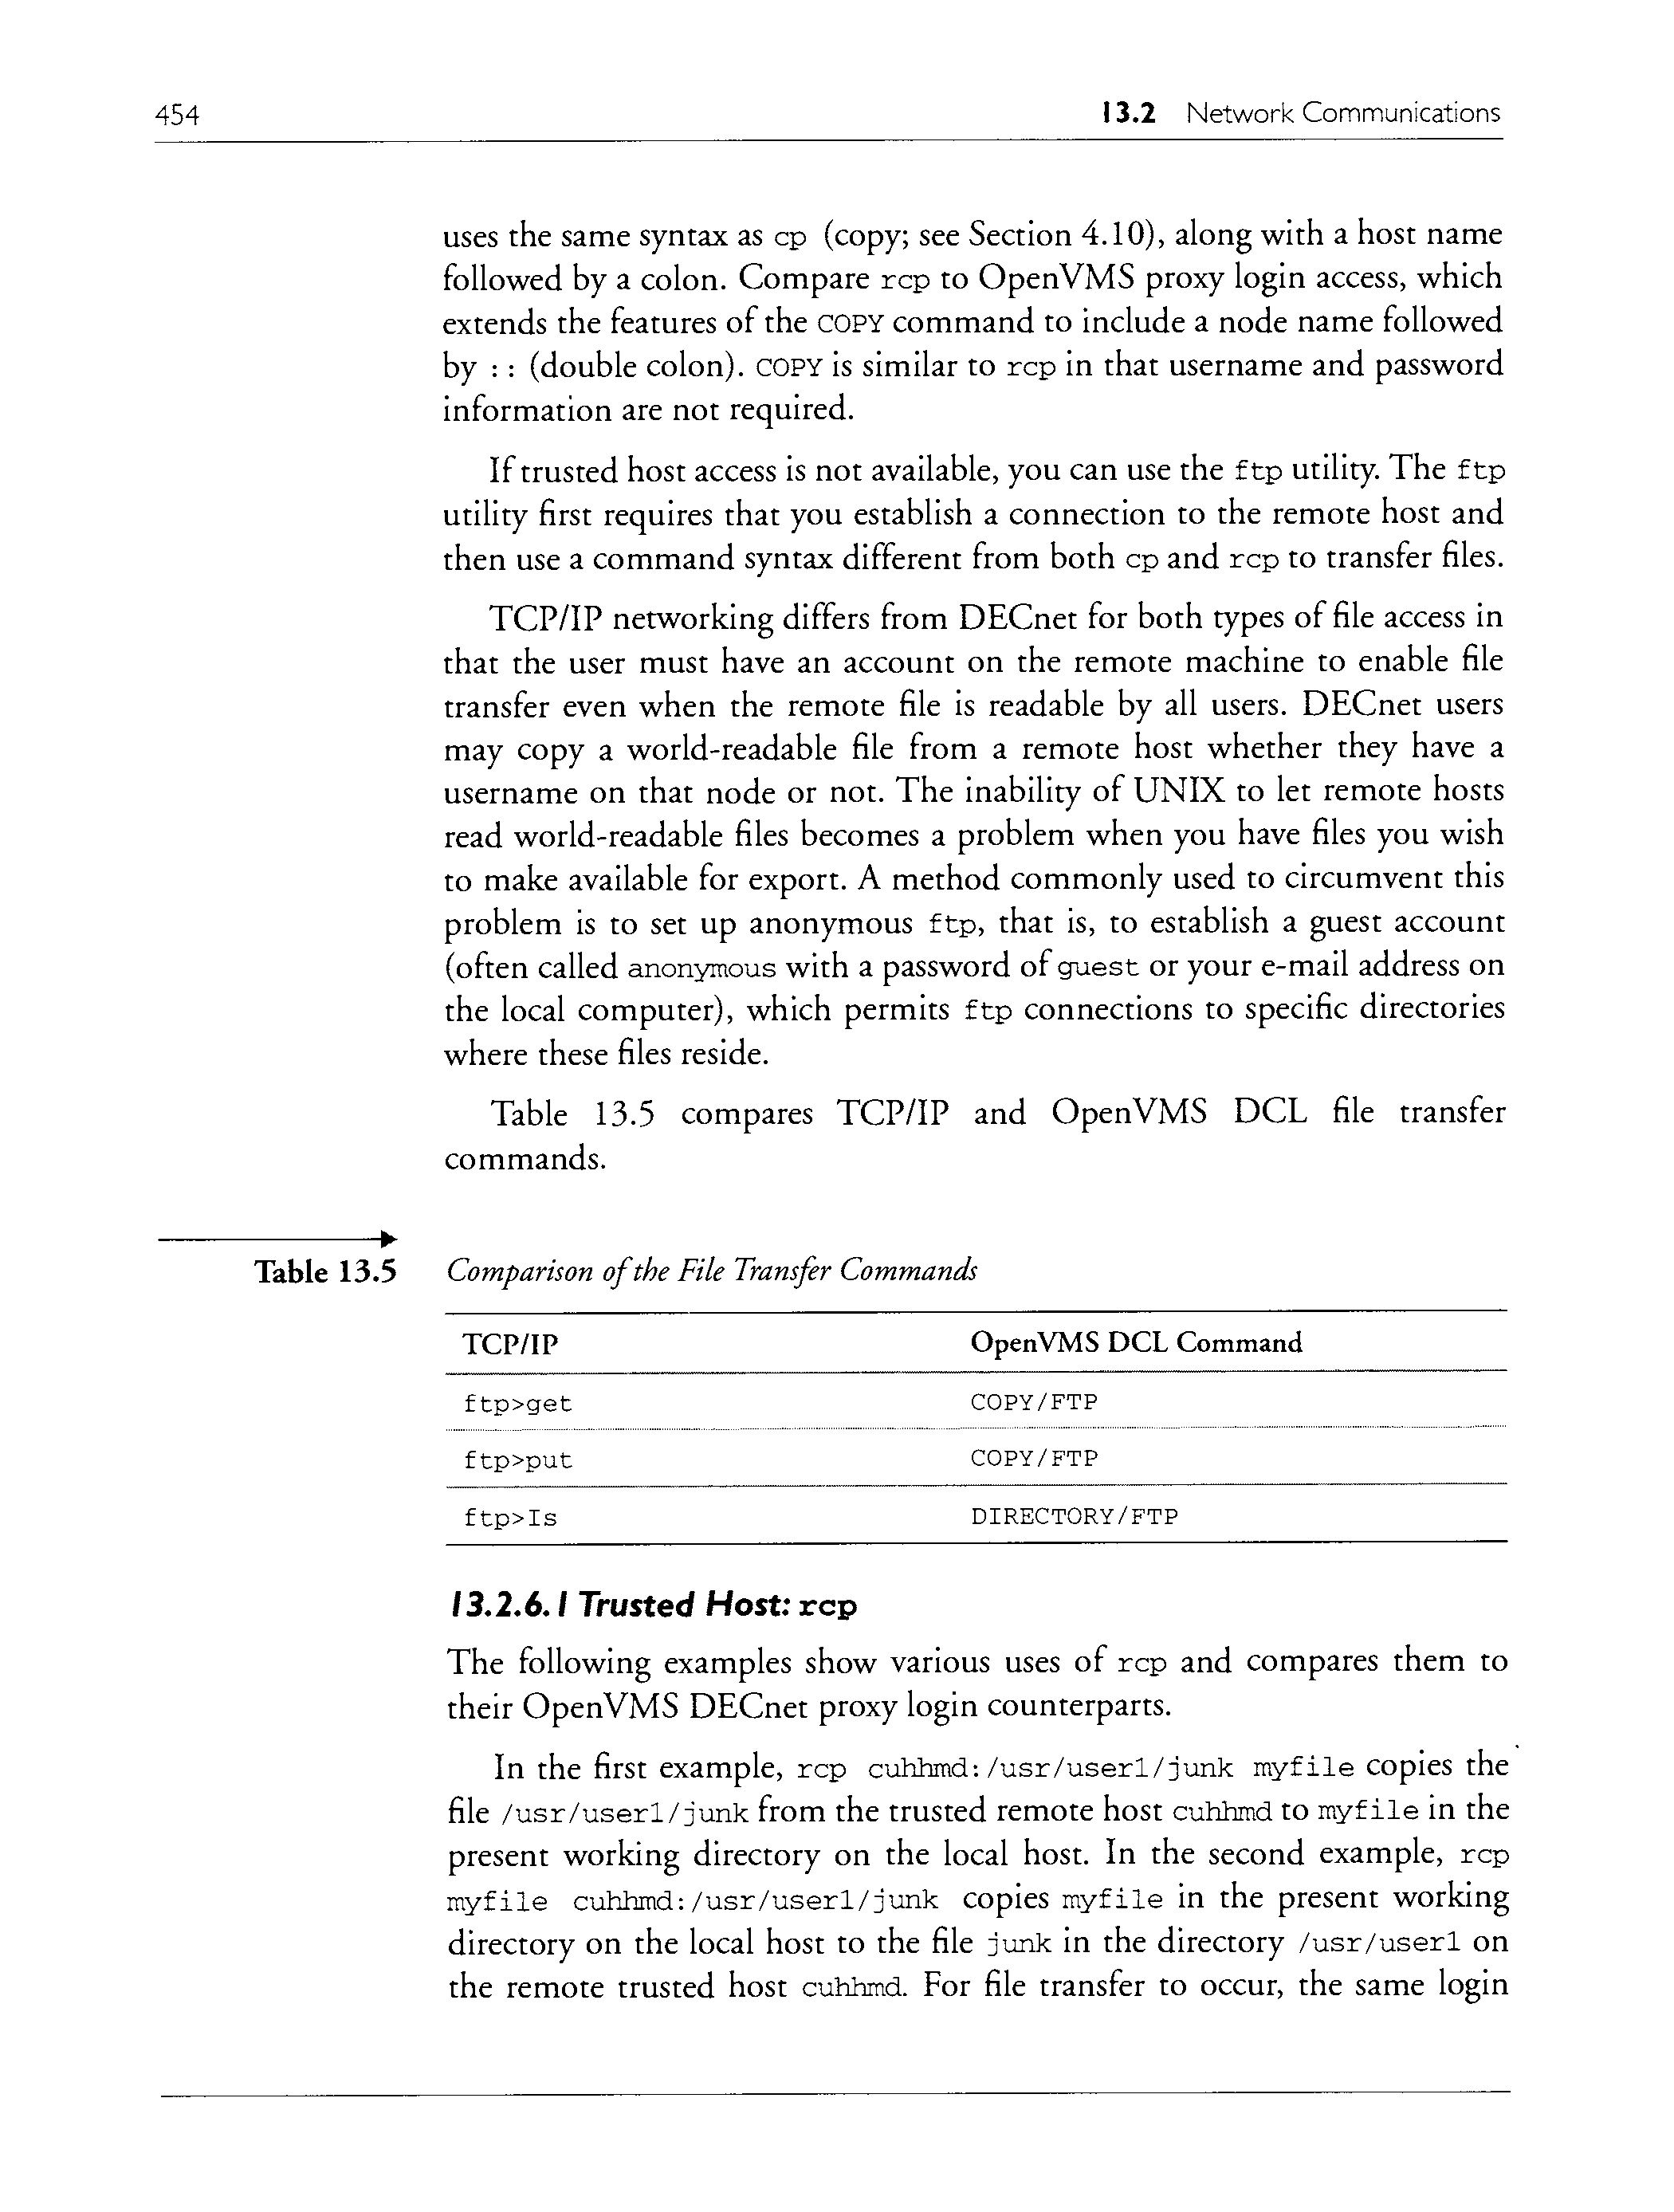 454
13.2 Network Communications
uses the same syntax as cp (copy; see Section 4.10), along with a host name
followed by a colon. Compare rcp to OpenVMS proxy login access, which
extends the features of the COPY command to include a node name followed
by :: (double colon). COPY is similar to rcp in that username and password
information are not required.
If trusted host access is not available, you can use the ftp utility. The ftp
utility first requires that you establish a connection to the remote host and
then use a command syntax different from both cp and rcp to transfer files.
TCP/IP networking differs from DECnet for both types of file access in
that the user must have an account on the remote machine to enable file
transfer even when the remote file is readable by all users. DECnet users
may copy a world-readable file from a remote host whether they have a
username on that node or not. The inability of UNIX to let remote hosts
read world-readable files becomes a problem when you have files you wish
to make available for export. A method commonly used to circumvent this
problem is to set up anonymous ftp, that is, to establish a guest account
(often called anonymous with a password of guest or your e-mail address on
the local computer), which permits ftp connections to specific directories
where these files reside.
Table 13.5 compares TCP/IP and OpenVMS DCL file transfer
commands.
Table 13.5 Comparison of the File Transfer Commands
TCP/IP OpenVMS DCL Command
ftp>get COPY/FTP
ftp>put COPY/FTP
ftp>Is DIRECTORY/FTP
13.2.6.1 Trusted Host: rcp
The following examples show various uses of rcp and compares them to
their OpenVMS DECnet proxy login counterparts.
In the first example, rcp cuhhmd:/usr/user1/junk myfile copies the
file /usr/user1/junk from the trusted remote host cuhhmd to myfile in the
present working directory on the local host. In the second example, rcp
myfile cuhhmd:/usr/user1/junk copies myfile in the present working
directory on the local host to the file junk in the directory /usr/user1 on
the remote trusted host cuhhmd. For file transfer to occur, the same login